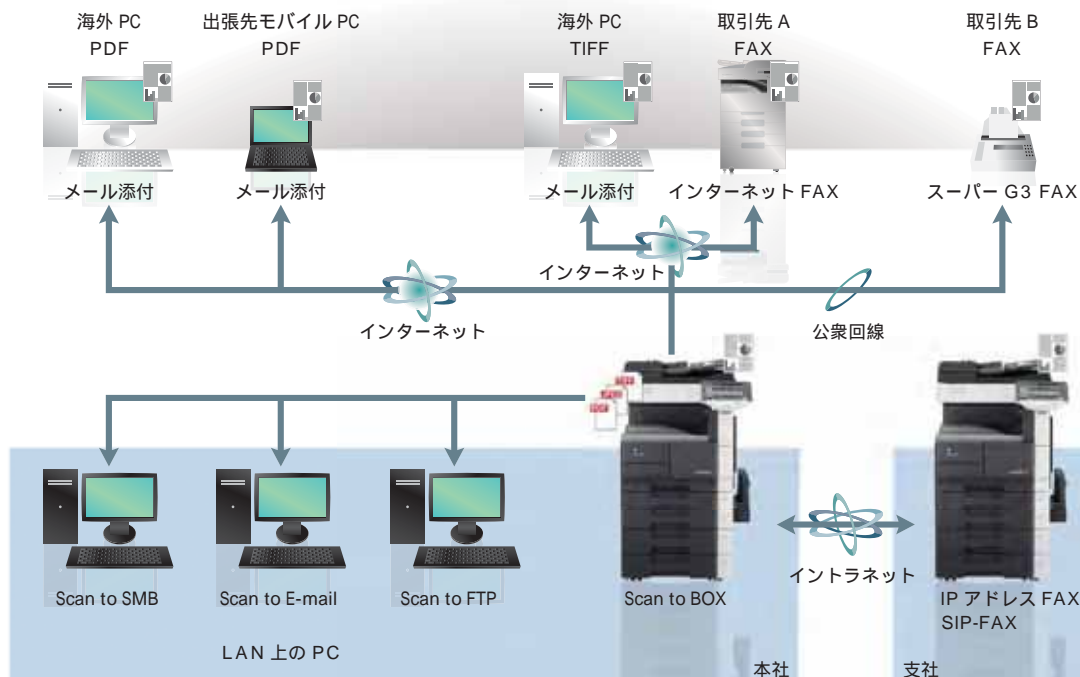 海外 PC
PDF
出張先モバイル PC
PDF
海外 PC
TIFF
取引先 A
FAX
取引先 B
FAX
メール添付
メール添付
メール添付
インターネット FAX
スーパー G3 FAX
インターネット
インターネット
公衆回線
TIFF
JPEG
PDF
イントラネット
Scan to SMB
Scan to E-mail
Scan to FTP
Scan to BOX
IP アドレス FAX
SIP-FAX
LAN 上の PC
本社
支社